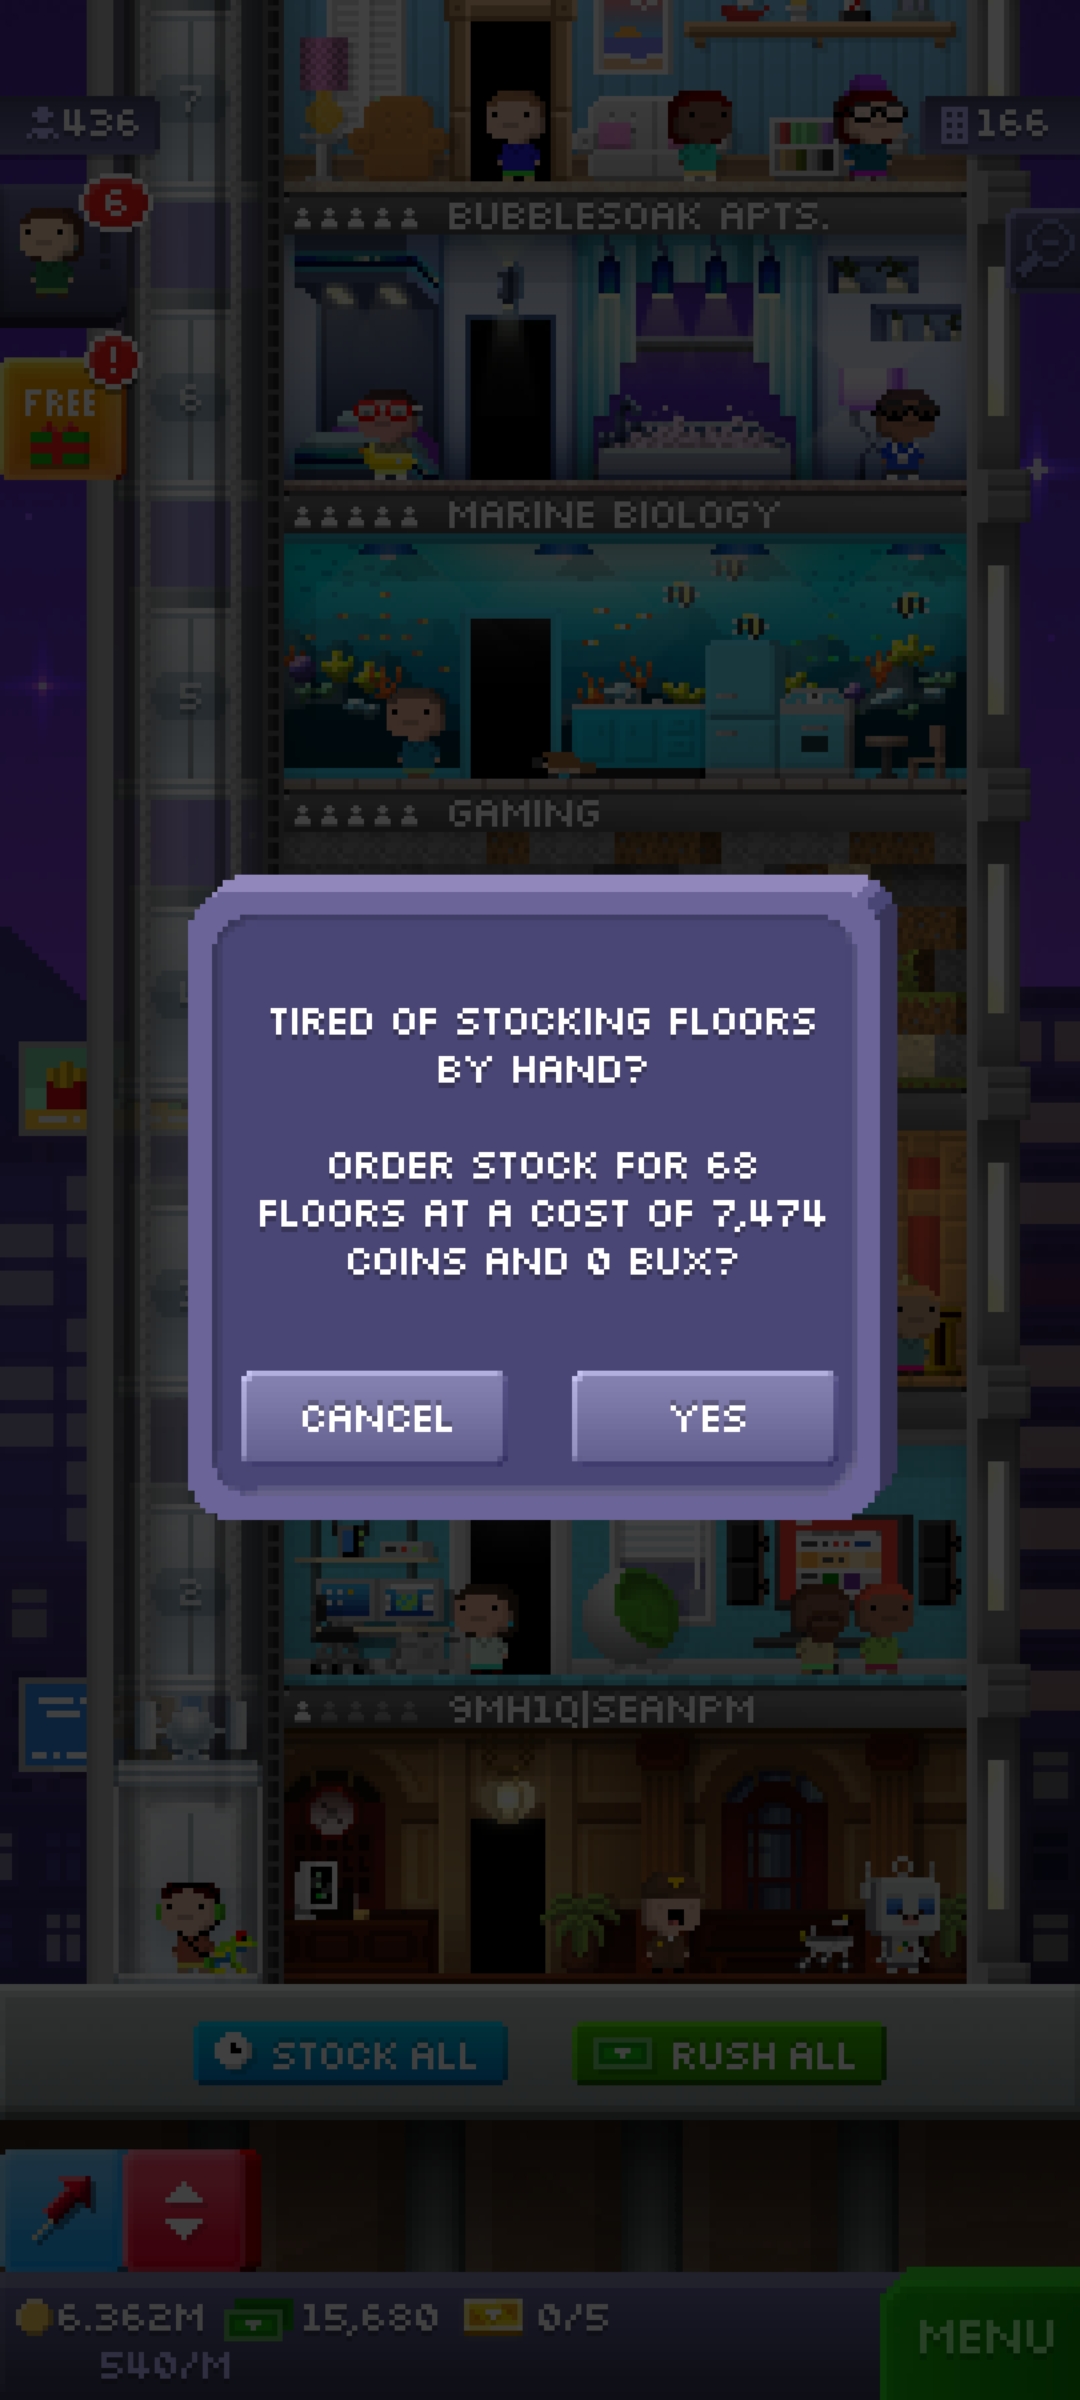 7
436
166
6
BUBBLESOAK APTS.
!
FREE
6
MARINE BIOLOGY
5
GAMING
TIRED OF STOCKING FLOORS
BY HAND?
ORDER STOCK FOR 68
FLOORS AT A COST OF 7,474
COINS AND 0 BUX?
CANCEL
YES
2
9MH1Q|SEANPM
STOCK ALL
RUSH ALL
6.362M
15,680
0/5
540/M
MENU